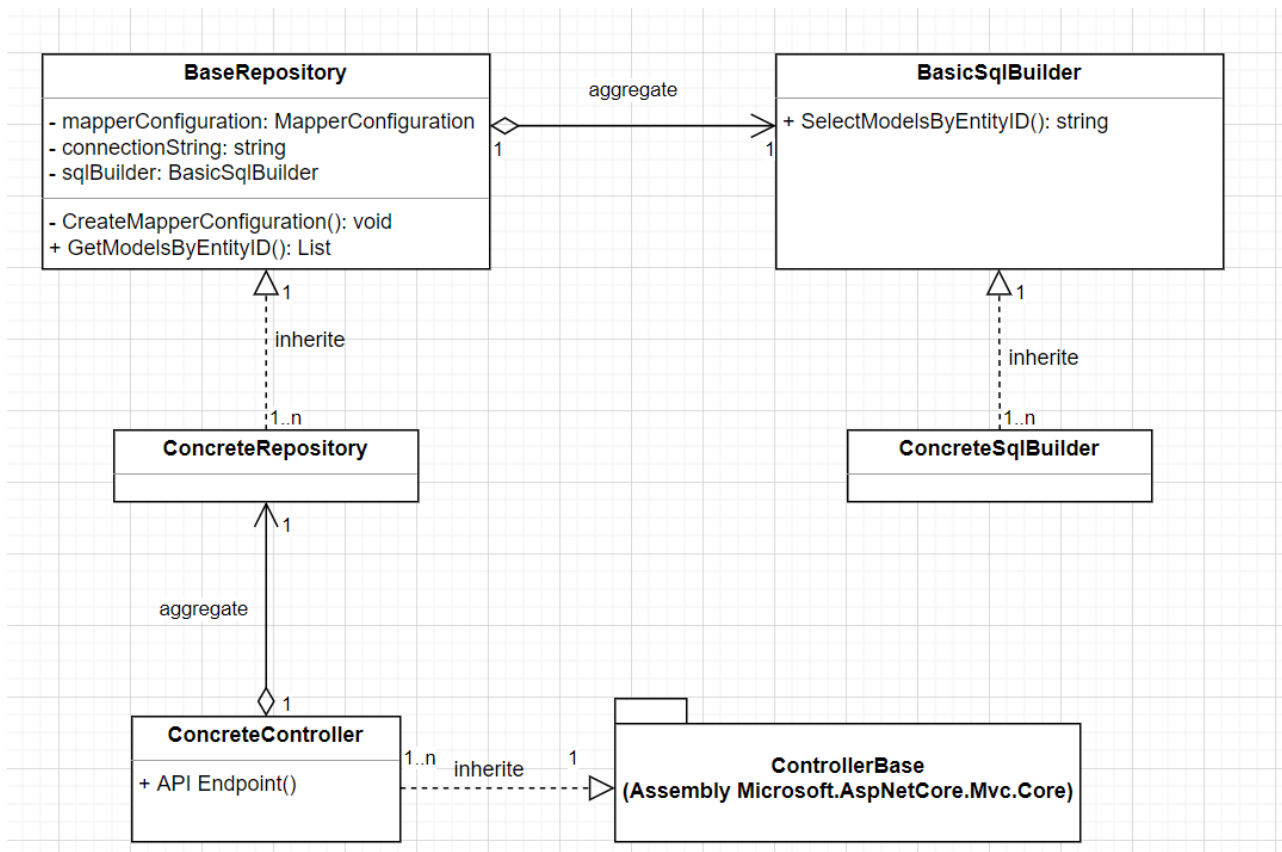 BaseRepository
- mapperConfiguration: MapperConfiguration
- connectionString: string
- sqlBuilder: BasicSqlBuilder
- CreateMapperConfiguration(): void
+ GetModelsByEntityID(): List
aggregate
1
1
BasicSqlBuilder
+ SelectModelsByEntityID(): string
1
inherite
1..n
1
inherite
1..n
ConcreteRepository
ConcreteSqlBuilder
1
aggregate
1
ConcreteController
+ API Endpoint()
1..n
inherite
1
ControllerBase
(Assembly Microsoft.AspNetCore.Mvc.Core)